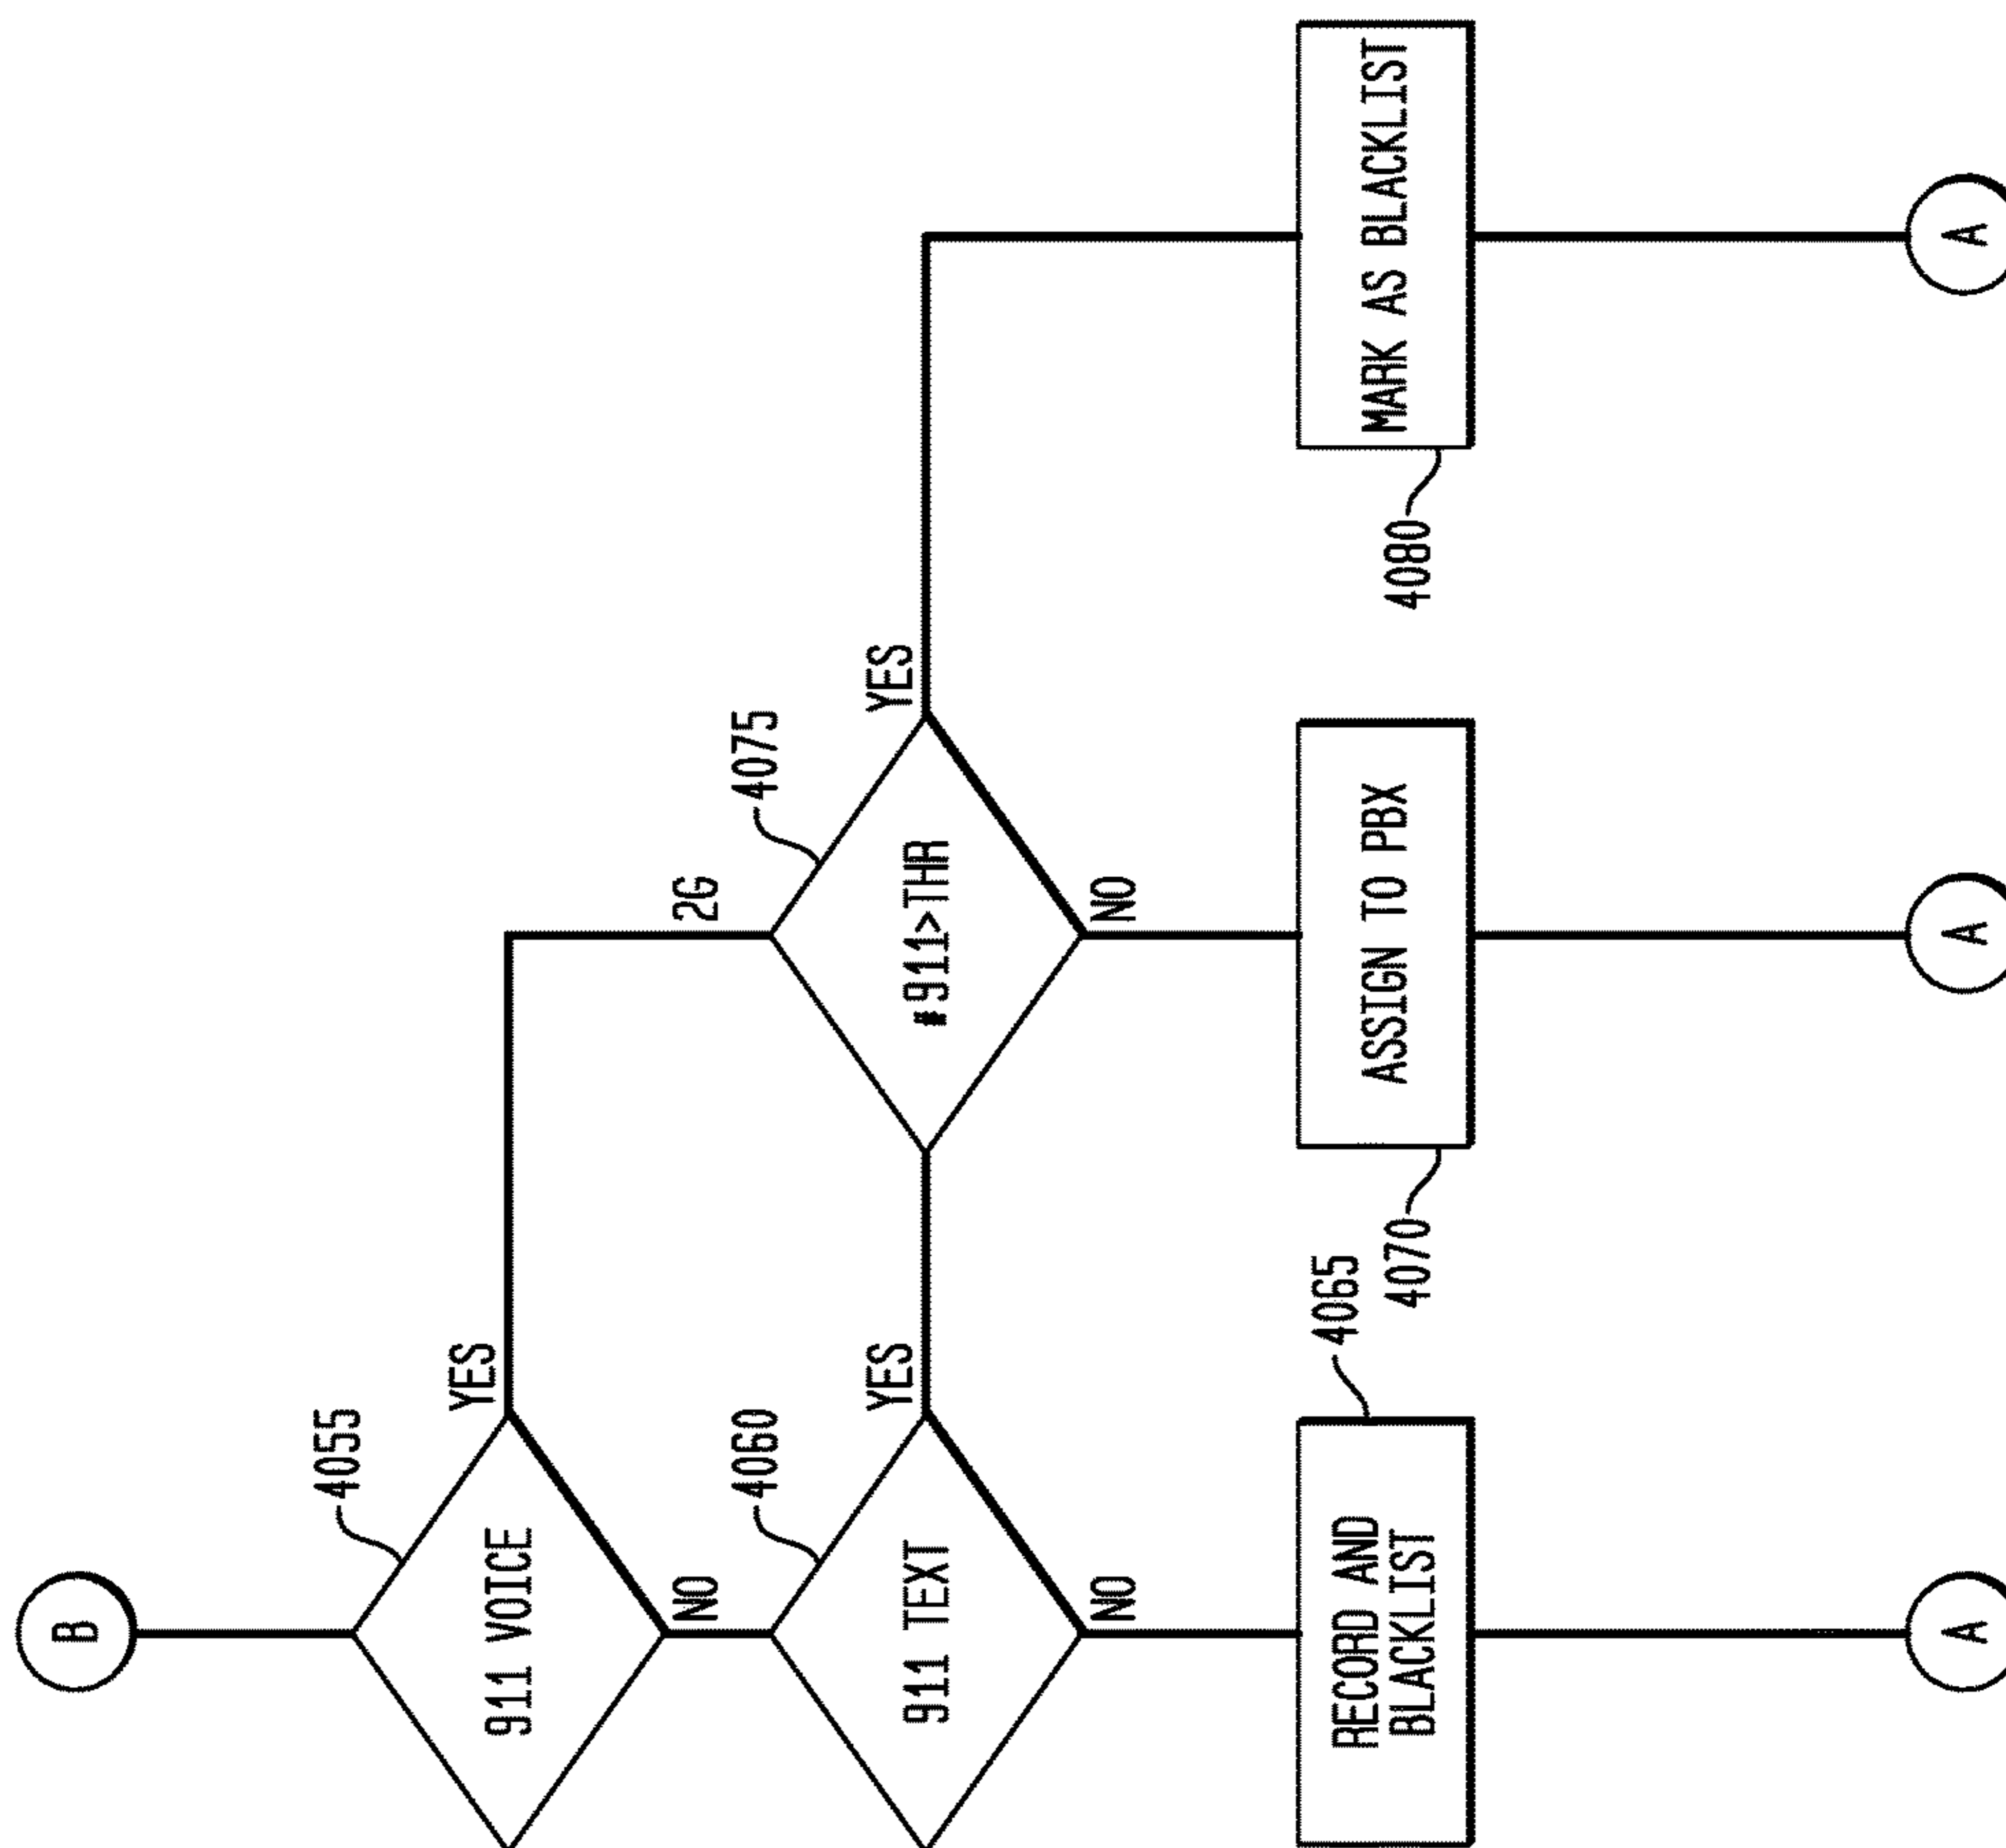 B
4055
911 VOICE
YES
NO
4060
911 TEXT
YES
NO
2G
4075
#911>THR
YES
NO
4065
RECORD AND
BLACKLIST
4070
ASSIGN TO PBX
4080
MARK AS BLACKLIST
A
A
A